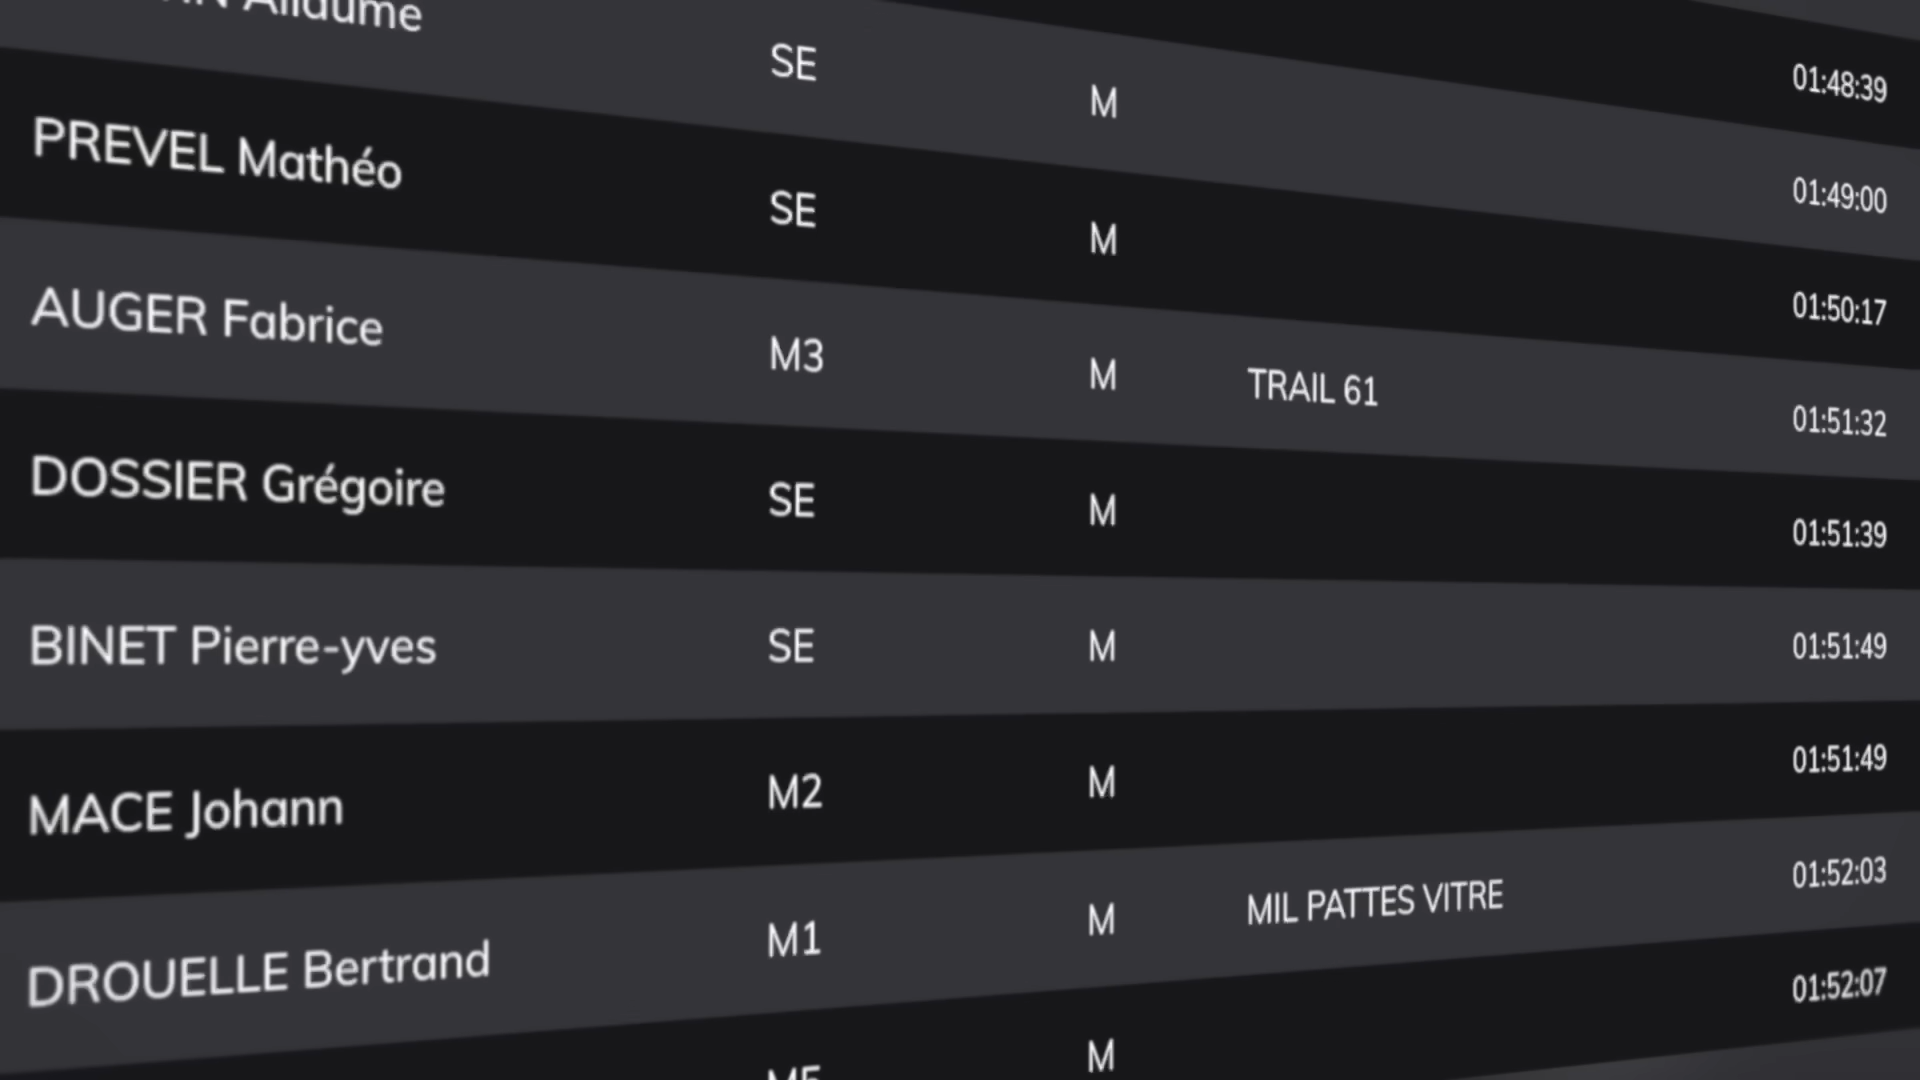 01:48:39
Allaume SE M 01:49:00
PREVEL Mathéo SE M 01:50:17
AUGER Fabrice M3 M TRAIL 61 01:51:32
DOSSIER Grégoire SE M 01:51:39
BINET Pierre-yves SE M 01:51:49
MACE Johann M2 M 01:51:49
DROUELLE Bertrand M1 M MIL PATTES VITRE 01:52:03
M5 M 01:52:07